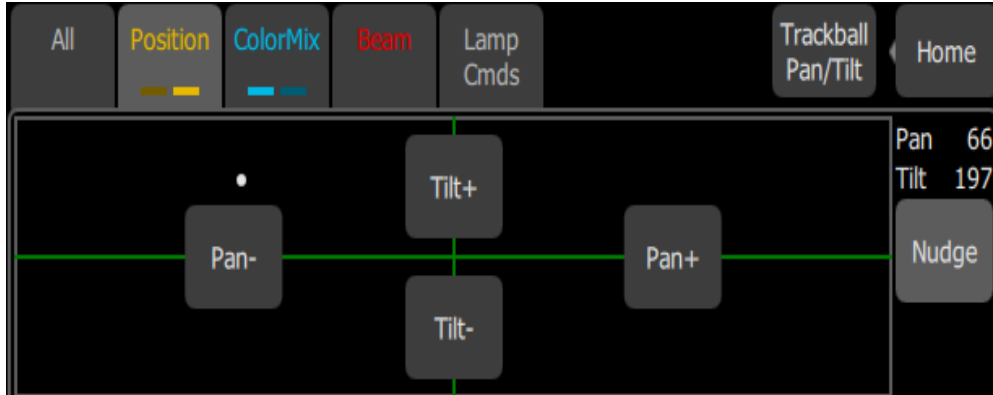 All
Position
ColorMix
Beam
Lamp
Cmds
Trackball
Pan/Tilt
Home
Pan 66
Tilt 197
Tilt+
Pan-
Pan+
Nudge
Tilt-